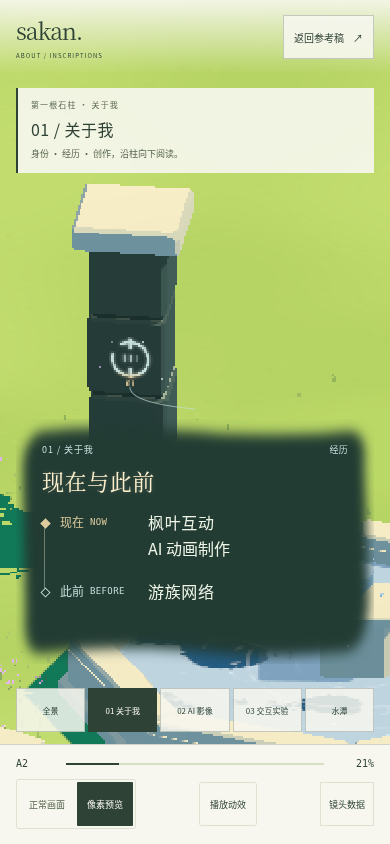 sakan.
ABOUT / INSCRIPTIONS
返回参考稿 ↗
第一根石柱 · 关于我
01 / 关于我
身份 · 经历 · 创作，沿柱向下阅读。
01 / 关于我 经历
现在与此前
现在 NOW 枫叶互动
AI 动画制作
此前 BEFORE 游族网络
全景 01 关于我 02 AI 影像 03 交互实验 水潭
A2 21%
正常画面 像素预览 播放动效 镜头数据